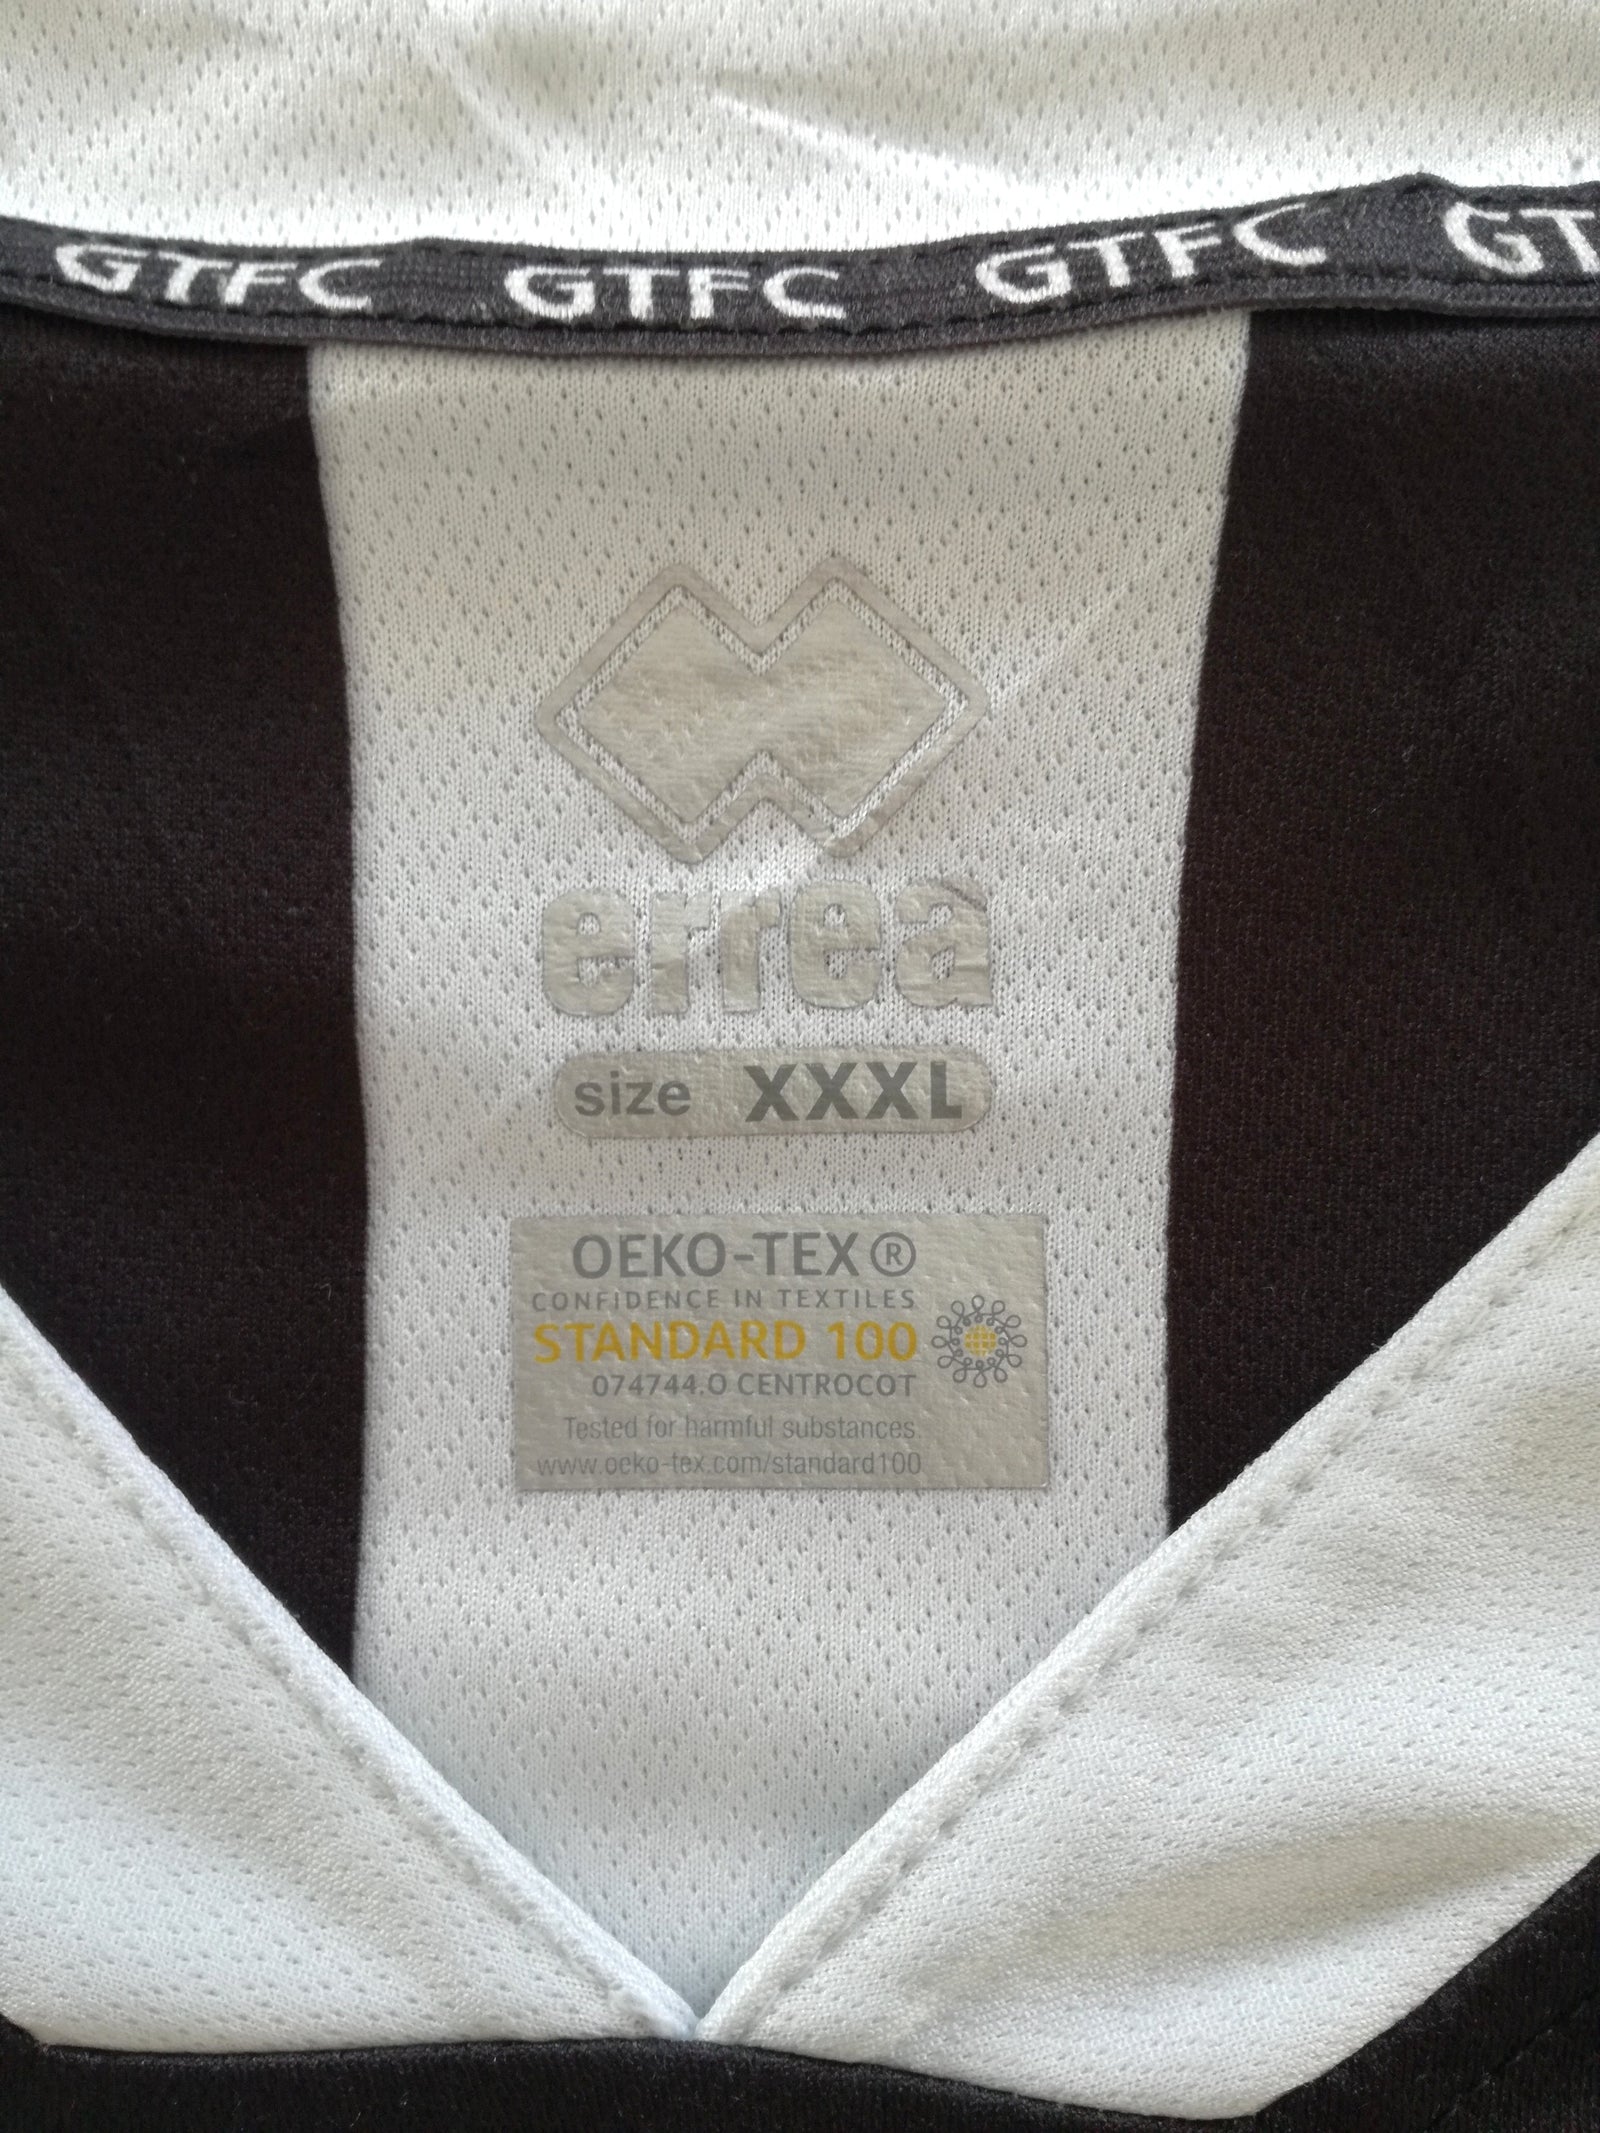 GTFC GTFC GTFC GT
errea
size XXXL
OEKO-TEX®
CONFIDENCE IN TEXTILES
STANDARD 100
074744.O CENTROCOT
Tested for harmful substances.
www.oeko-tex.com/standard100